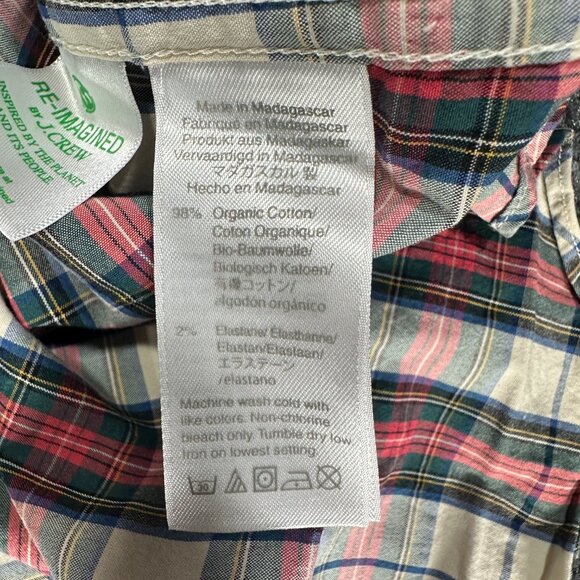 RE-IMAGINED
BY J.CREW
INSPIRED BY THE PLANET
AND ITS PEOPLE
Made in Madagascar
Fabriqué en Madagascar
Produkt aus Madagaskar
Vervaardigd in Madagascar
マダガスカル 製
Hecho en Madagascar
98% Organic Cotton/
Coton Organique/
Bio-Baumwolle/
Biologisch Katoen/
有機コットン/
algodón orgánico
2% Elastane/ Elasthanne/
Elastan/Elastaan/
エラステーン
/elastano
Machine wash cold with
like colors. Non-chlorine
bleach only. Tumble dry low
Iron on lowest setting.
30